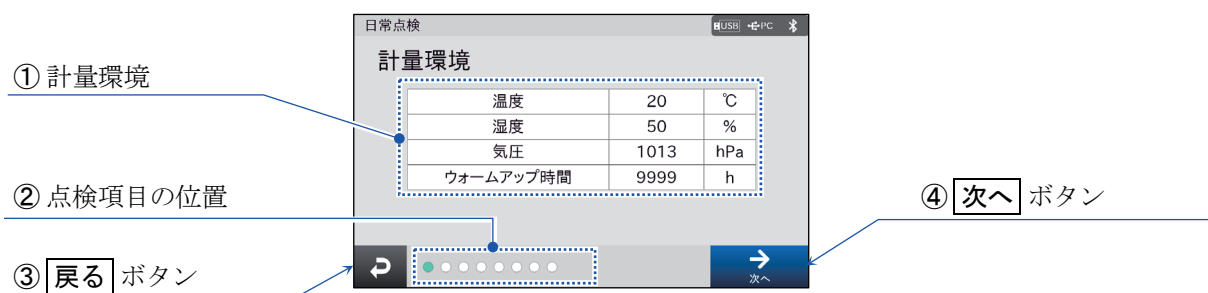 日常点検
USB PC
計量環境
① 計量環境
温度 20 ℃
湿度 50 %
気圧 1013 hPa
ウォームアップ時間 9999 h
② 点検項目の位置
④ 次へ ボタン
③ 戻る ボタン
次へ